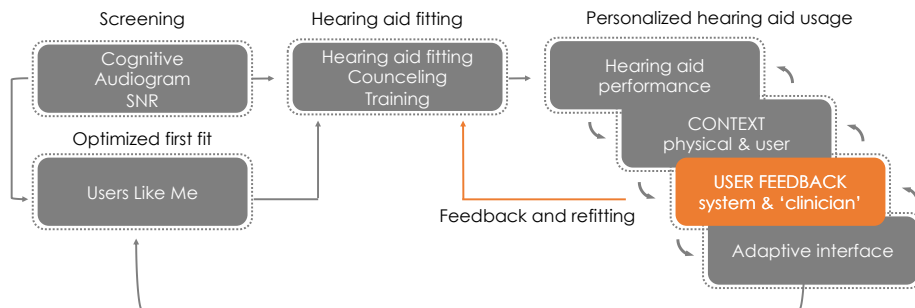 Screening
Cognitive
Audiogram
SNR
Optimized first fit
Users Like Me
Hearing aid fitting
Hearing aid fitting
Counceling
Training
Feedback and refitting
Personalized hearing aid usage
Hearing aid
performance
CONTEXT
physical & user
USER FEEDBACK
system & ‘clinician’
Adaptive interface